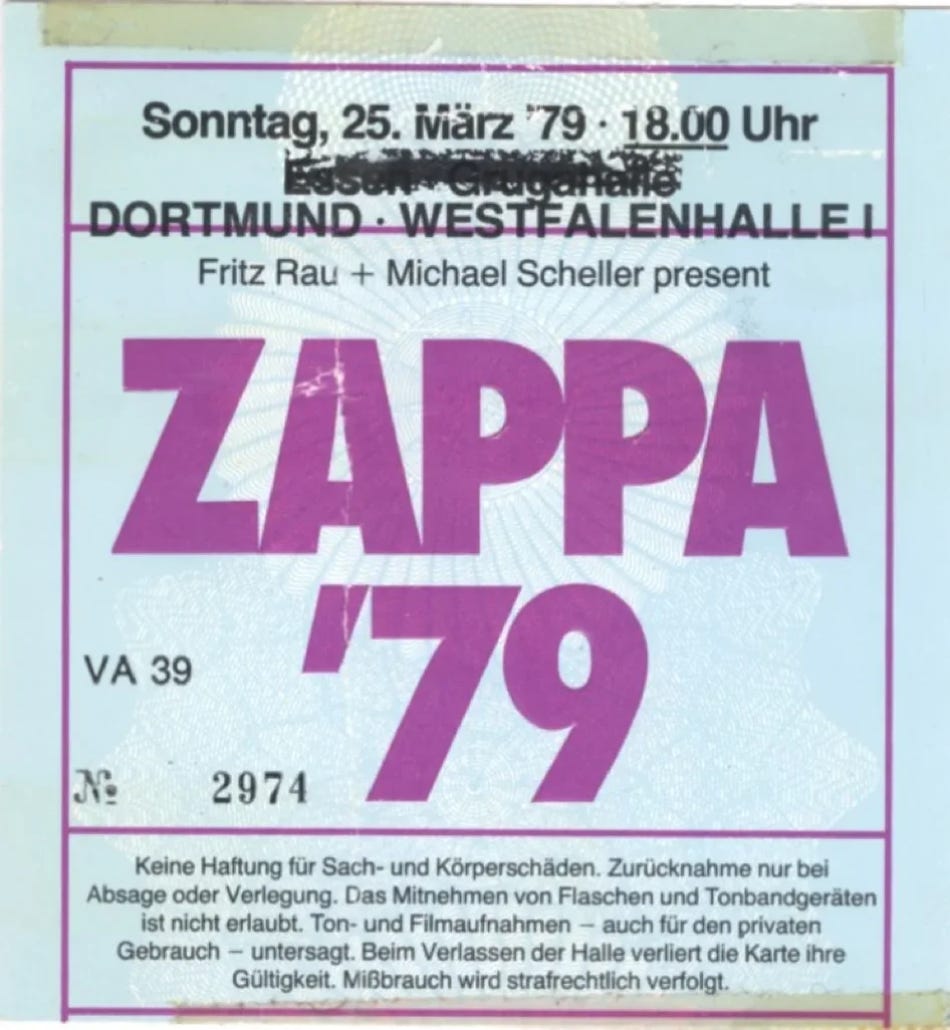 Sonntag, 25. März '79 · 18.00 Uhr
Essen · Grugahalle
DORTMUND · WESTFALENHALLE I
Fritz Rau + Michael Scheller present
ZAPPA
'79
VA 39
№ 2974
Keine Haftung für Sach- und Körperschäden. Zurücknahme nur bei
Absage oder Verlegung. Das Mitnehmen von Flaschen und Tonbandgeräten
ist nicht erlaubt. Ton- und Filmaufnahmen – auch für den privaten
Gebrauch – untersagt. Beim Verlassen der Halle verliert die Karte ihre
Gültigkeit. Mißbrauch wird strafrechtlich verfolgt.